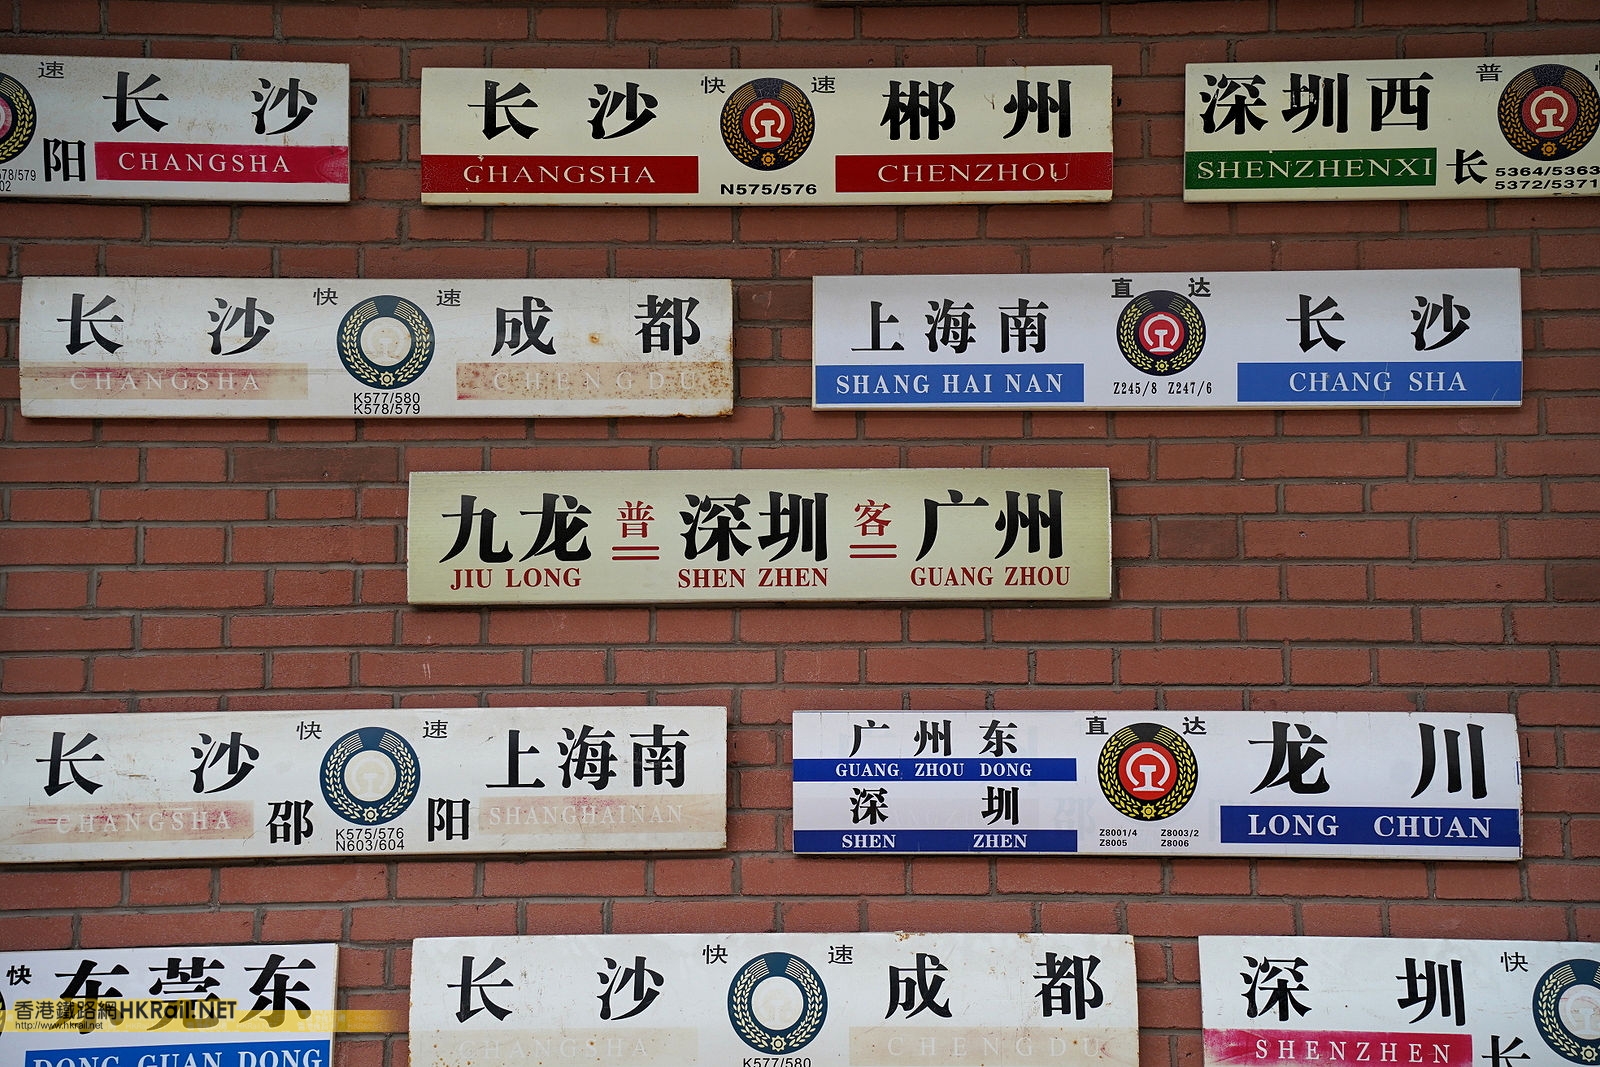 速
长 沙
阳 CHANGSHA
578/579
02
长 沙 快 速 郴 州
CHANGSHA N575/576 CHENZHOU
深圳西 普
SHENZHENXI 长 5364/5363
5372/5371
长 沙 快 速 成 都
CHANGSHA CHENGDU
K577/580
K578/579
上海南 直 达 长 沙
SHANG HAI NAN Z245/8 Z247/6 CHANG SHA
九龙 普 深圳 客 广州
JIU LONG SHEN ZHEN GUANG ZHOU
长 沙 快 速 上海南
CHANGSHA 邵 阳 SHANGHAINAN
K575/576
N603/604
广 州 东 直 达 龙 川
GUANG ZHOU DONG
深 圳
SHEN ZHEN
Z8001/4 Z8003/2
Z8005 Z8006
LONG CHUAN
快 东莞东
DONG GUAN DONG
香港鐵路網HKRail.NET
http://www.hkrail.net
长 沙 快 速 成 都
CHANGSHA CHENGDU
K577/580
深 圳 快
SHENZHEN 长